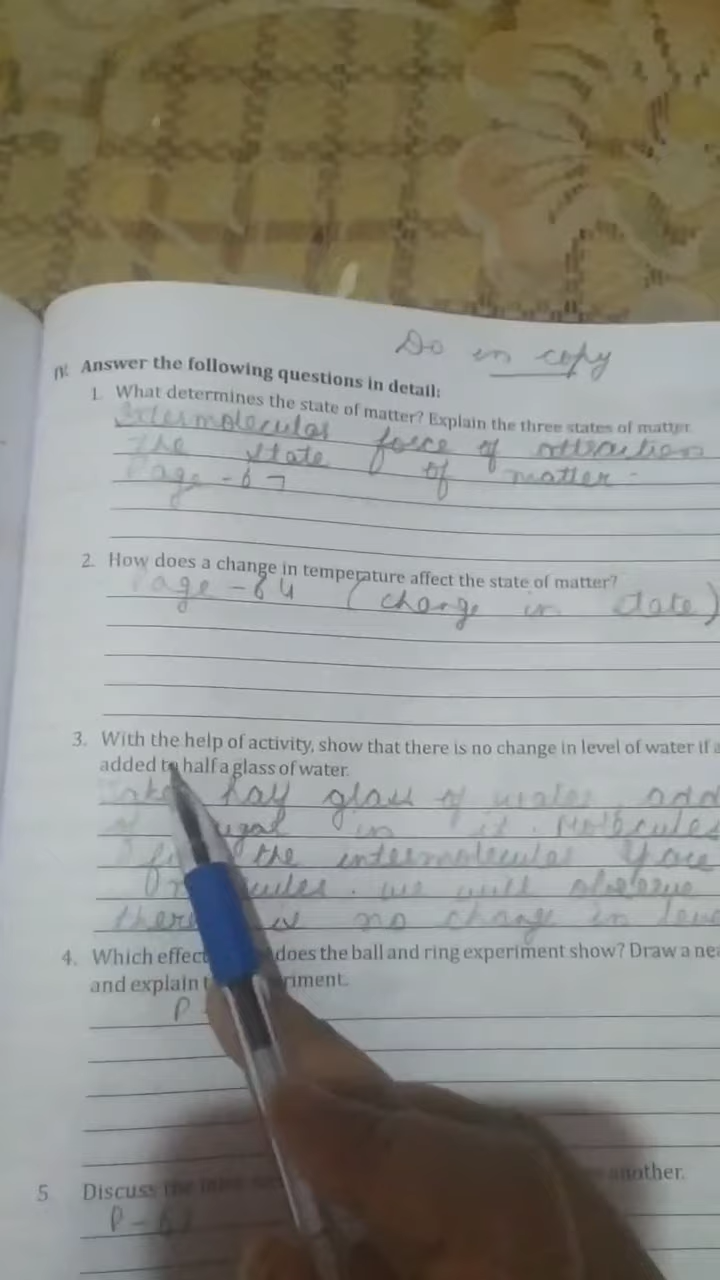 Do in copy
IV. Answer the following questions in detail:
1. What determines the state of matter? Explain the three states of matter.
Intermolecular force of attraction
The state of matter -
Page - 67
2. How does a change in temperature affect the state of matter?
Page - 64 (change in state)
3. With the help of activity, show that there is no change in level of water if
added to half a glass of water.
Take half glass of water, add
sugar in it. Molecules
the intermolecular space
we will observe
there is no change in
4. Which effect does the ball and ring experiment show? Draw a
and explain
P
5 Discuss another.
P - 67